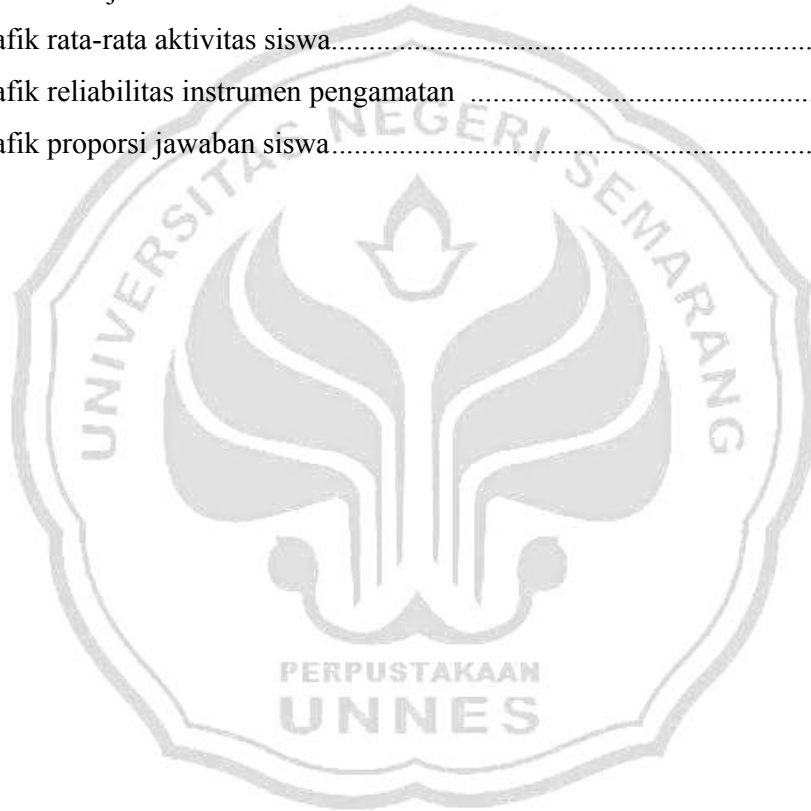 afik rata-rata aktivitas siswa......................................................................
afik reliabilitas instrumen pengamatan ..................................................
afik proporsi jawaban siswa......................................................................
UNIVERSITAS NEGERI SEMARANG
PERPUSTAKAAN
UNNES